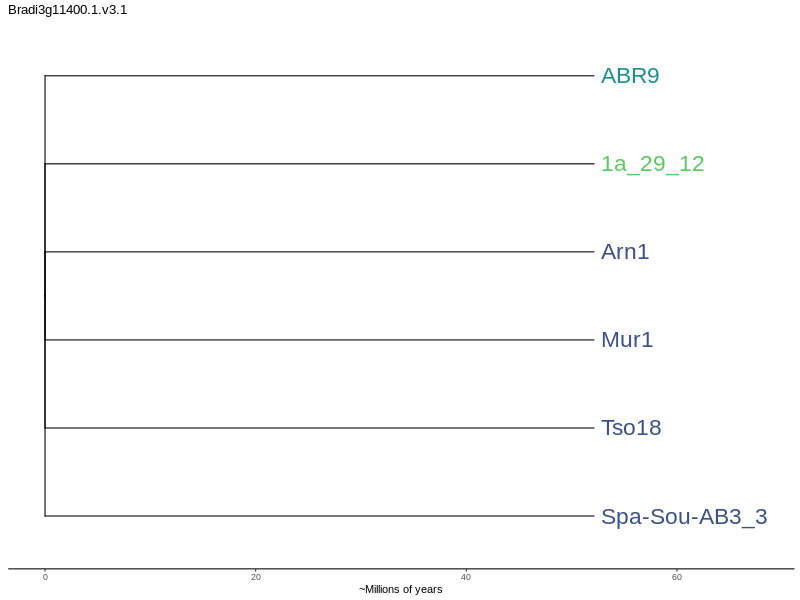 Bradi3g11400.1.v3.1
ABR9
1a_29_12
Arn1
Mur1
Tso18
Spa-Sou-AB3_3
0 20 40 60
~Millions of years